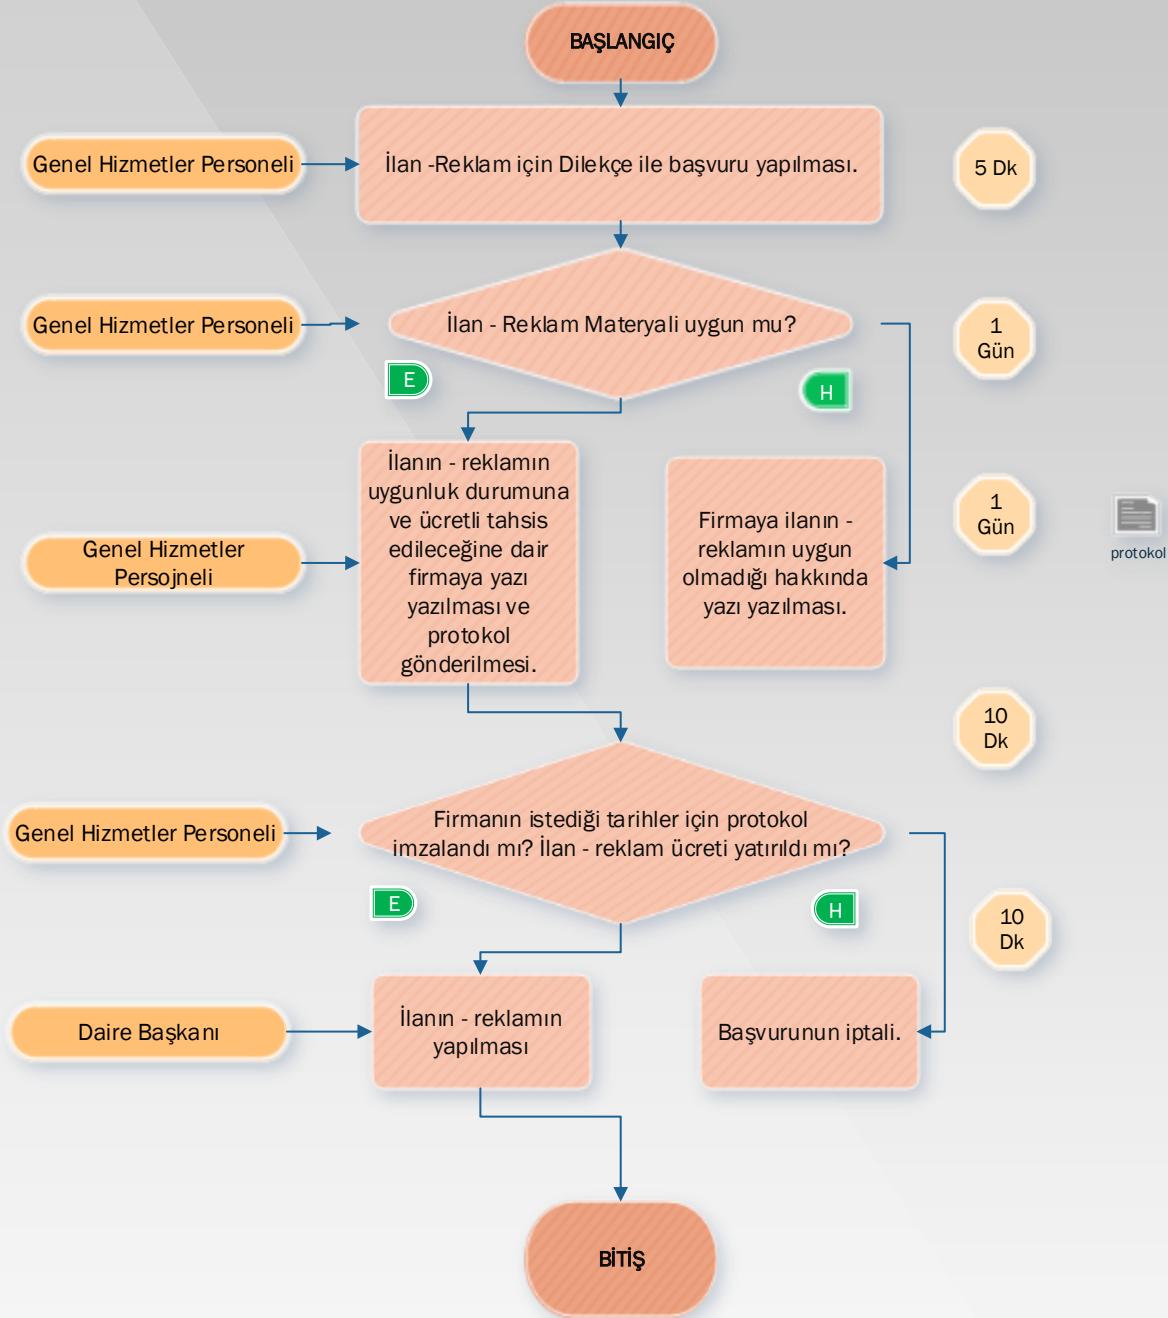 BAŞLANGIÇ
Genel Hizmetler Personeli
İlan -Reklam için Dilekçe ile başvuru yapılması.
5 Dk
Genel Hizmetler Personeli
İlan - Reklam Materyali uygun mu?
1
Gün
E
H
Genel Hizmetler
Persojneli
İlanın - reklamın
uygunluk durumuna
ve ücretli tahsis
edileceğine dair
firmaya yazı
yazılması ve
protokol
gönderilmesi.
Firmaya ilanın -
reklamın uygun
olmadığı hakkında
yazı yazılması.
1
Gün
protokol
10
Dk
Genel Hizmetler Personeli
Firmanın istediği tarihler için protokol
imzalandı mı? İlan - reklam ücreti yatırıldı mı?
E
H
10
Dk
Daire Başkanı
İlanın - reklamın
yapılması
Başvurunun iptali.
BİTİŞ